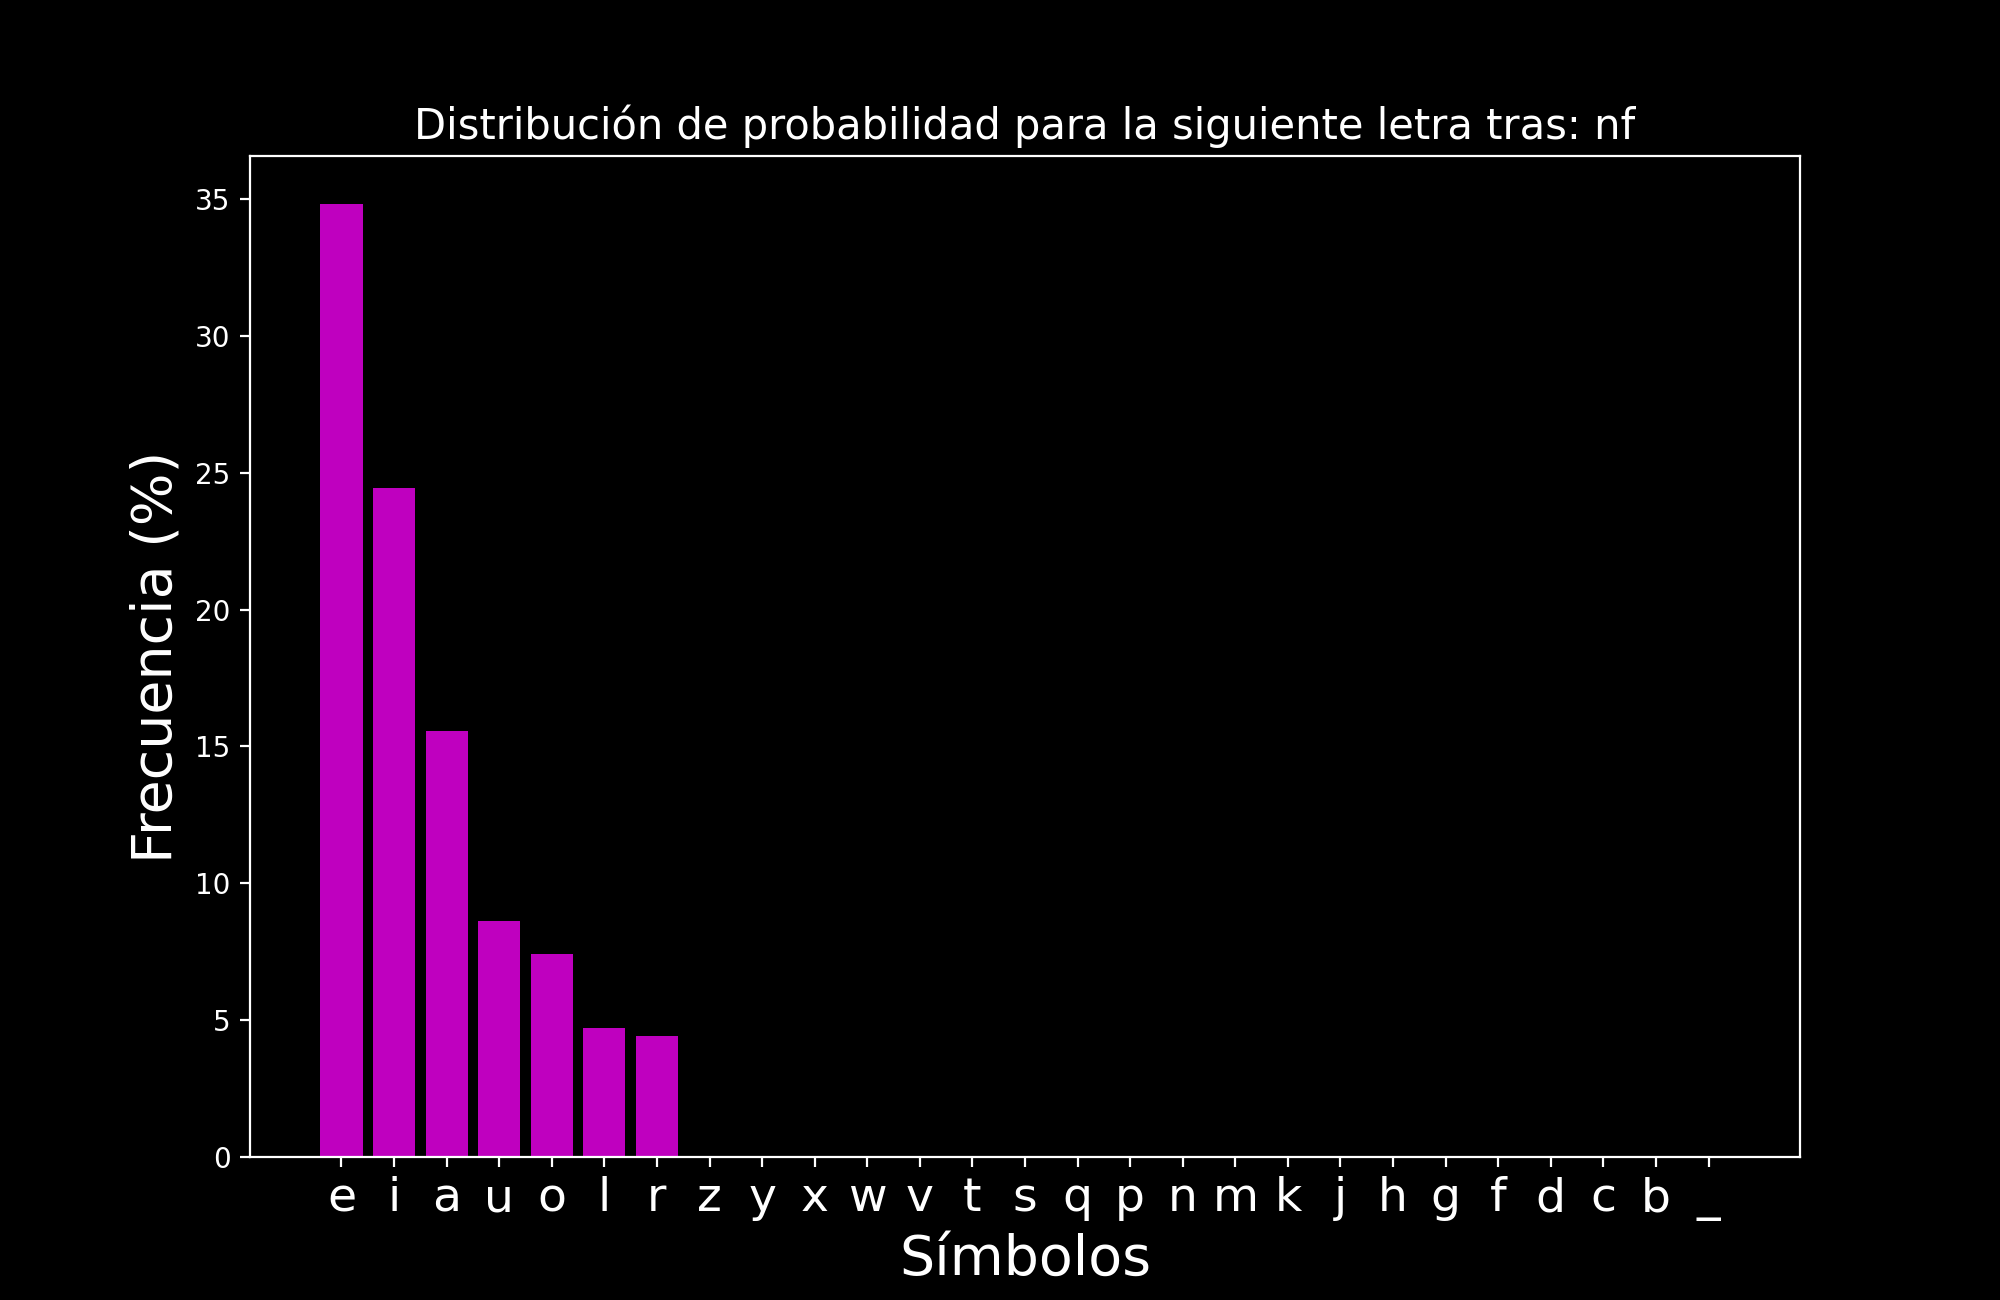 Distribución de probabilidad para la siguiente letra tras: nf
35
30
25
20
15
10
5
0
Frecuencia (%)
e i a u o l r z y x w v t s q p n m k j h g f d c b _
Símbolos